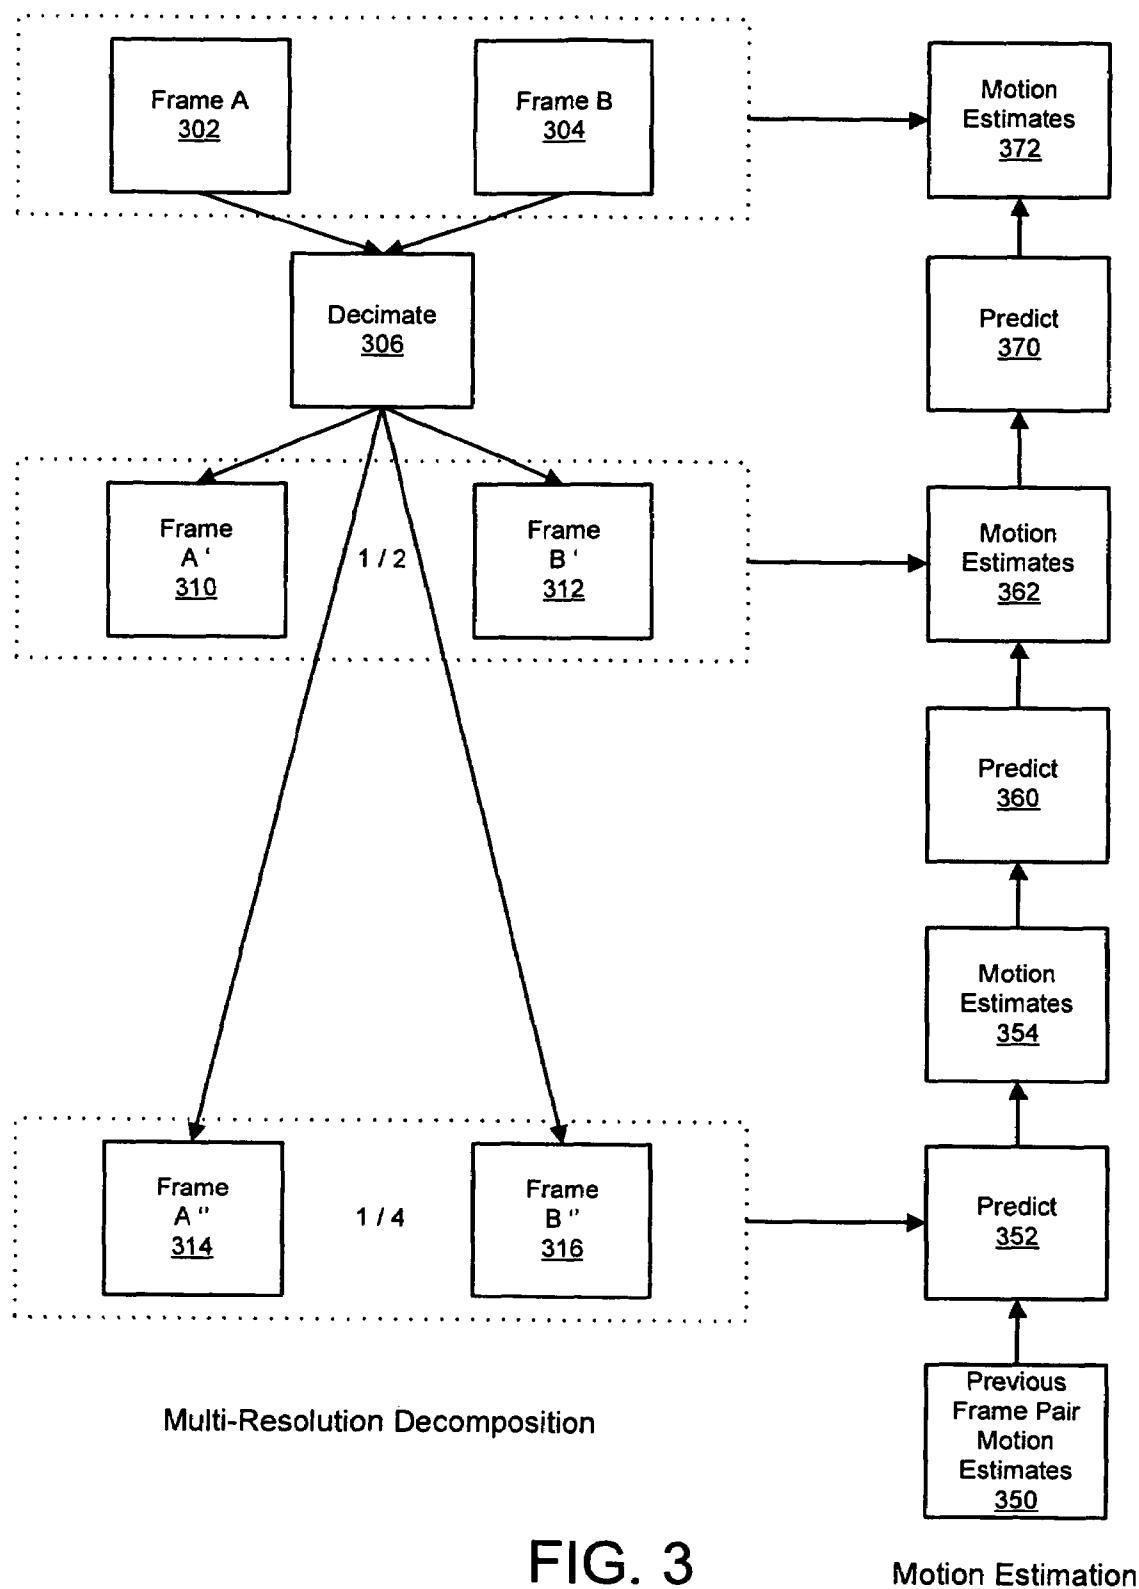 Frame A
302
Frame B
304
Motion
Estimates
372
Decimate
306
Predict
370
Frame
A '
310
1 / 2
Frame
B '
312
Motion
Estimates
362
Predict
360
Motion
Estimates
354
Frame
A ''
314
1 / 4
Frame
B ''
316
Predict
352
Previous
Frame Pair
Motion
Estimates
350
Multi-Resolution Decomposition
FIG. 3
Motion Estimation